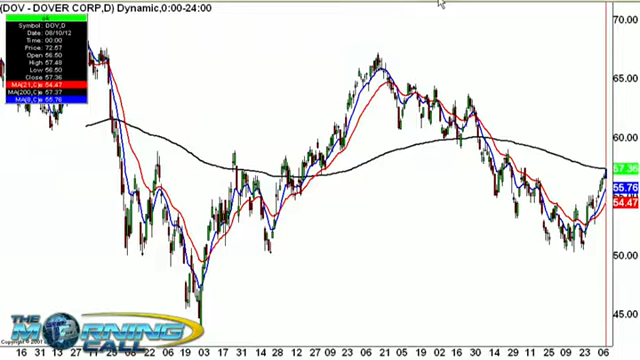 (DOV - DOVER CORP,D) Dynamic,0:00-24:00
Symbol: DOV,D
Date: 08/10/12
Time: 00:00
Price: 72.57
Open 56.50
High 57.48
Low 56.50
Close 57.36
MA(21,C)e 54.47
MA(200,C)e 57.37
MA(8,C)e 55.76
70.00
65.00
60.00
57.36
55.76
54.47
50.00
45.00
THE MORNING CALL
16 31 13 27 11 25 08 22 06 19 03 17 31 14 28 12 26 09 23 06 21 05 19 02 16 30 14 28 11 25 09 23 06